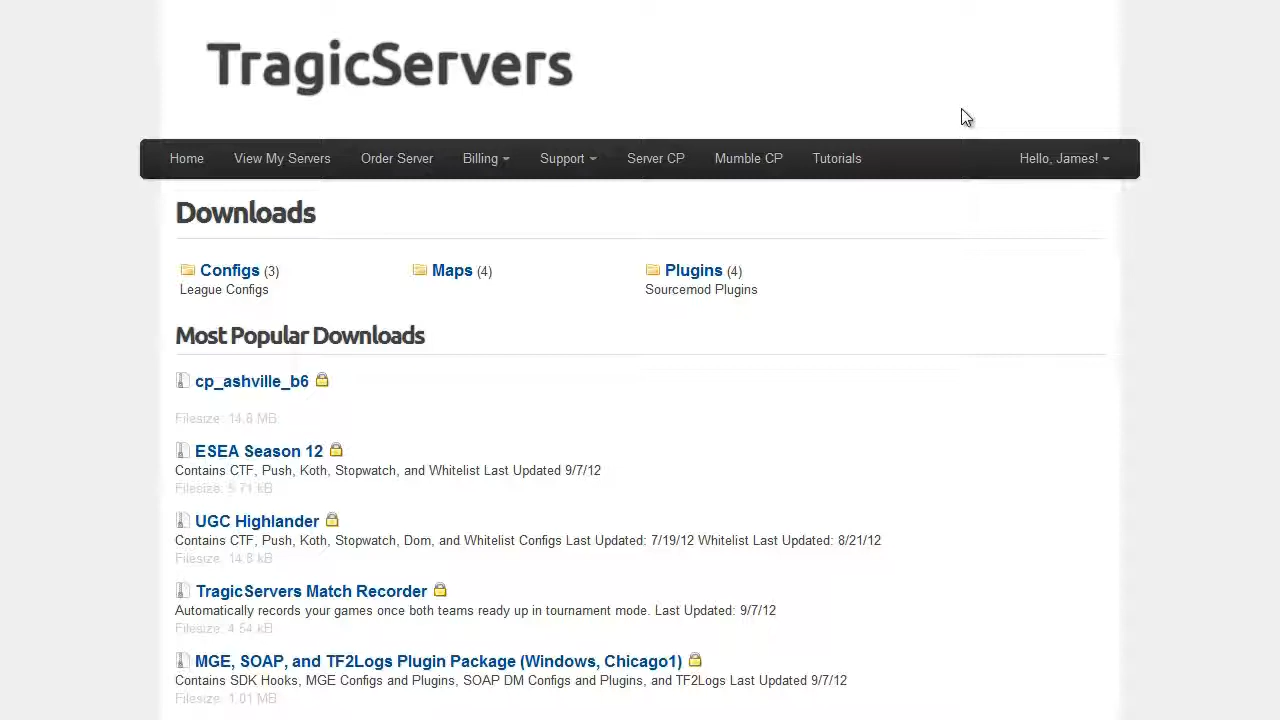 TragicServers
Home View My Servers Order Server Billing Support Server CP Mumble CP Tutorials Hello, James!
Downloads
Configs (3) Maps (4) Plugins (4)
League Configs Sourcemod Plugins
Most Popular Downloads
cp_ashville_b6
Filesize: 14.8 MB
ESEA Season 12
Contains CTF, Push, Koth, Stopwatch, and Whitelist Last Updated 9/7/12
Filesize: 5.71 kB
UGC Highlander
Contains CTF, Push, Koth, Stopwatch, Dom, and Whitelist Configs Last Updated: 7/19/12 Whitelist Last Updated: 8/21/12
Filesize: 14.8 kB
TragicServers Match Recorder
Automatically records your games once both teams ready up in tournament mode. Last Updated: 9/7/12
Filesize: 4.54 kB
MGE, SOAP, and TF2Logs Plugin Package (Windows, Chicago1)
Contains SDK Hooks, MGE Configs and Plugins, SOAP DM Configs and Plugins, and TF2Logs Last Updated 9/7/12
Filesize: 1.01 MB